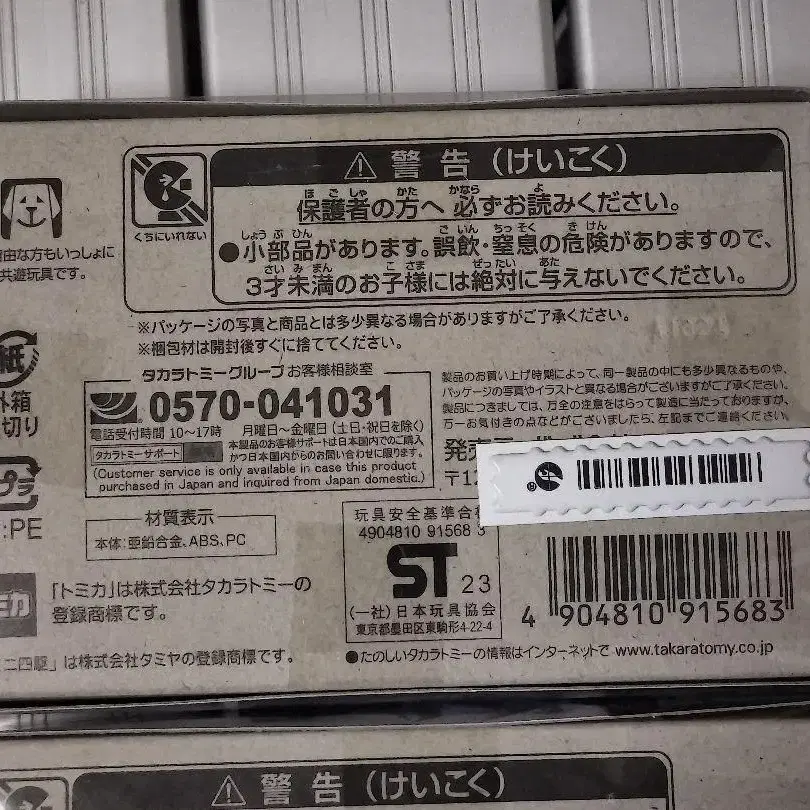 警告(けいこく)
くちにいれない
保護者の方へ 必ずお読みください。
●小部品があります。誤飲・窒息の危険がありますので、
3才未満のお子様には絶対に与えないでください。
由な方もいっしょに
共遊玩具です。
※パッケージの写真と商品とは多少異なる場合がありますがご了承ください。
※梱包材は開封後すぐに捨ててください。
紙
外箱
切り
プラ
:PE
タカラトミーグループ お客様相談室
0570-041031
電話受付時間 10〜17時 月曜日〜金曜日(土日・祝日を除く)
タカラトミーサポート
本製品のお客様サポートは日本国内でのご購入
かつ日本国内からのお問い合わせに限ります。
(Customer service is only available in case this product
purchased in Japan and inquired from Japan domestic.)
製品のお買い上げ時期によって、同一製品の中にも多少異なるものや、
パッケージの写真やイラストと異なる場合がございますがご了承ください。
製品につきましては、万全の注意をはらって製造に当たっておりますが、
万一お気付きの点などがございましたら、左記までご連絡ください。
発売元
〒1
材質表示
本体:亜鉛合金、ABS、PC
玩具安全基準合
4904810 91568 3
ST 23
(一社)日本玩具協会
東京都墨田区東駒形4-22-4
4 904810 915683
「トミカ」は株式会社タカラトミーの
登録商標です。
ニ四駆」は株式会社タミヤの登録商標です。
●たのしいタカラトミーの情報はインターネットで www.takaratomy.co.jp
警告(けいこく)